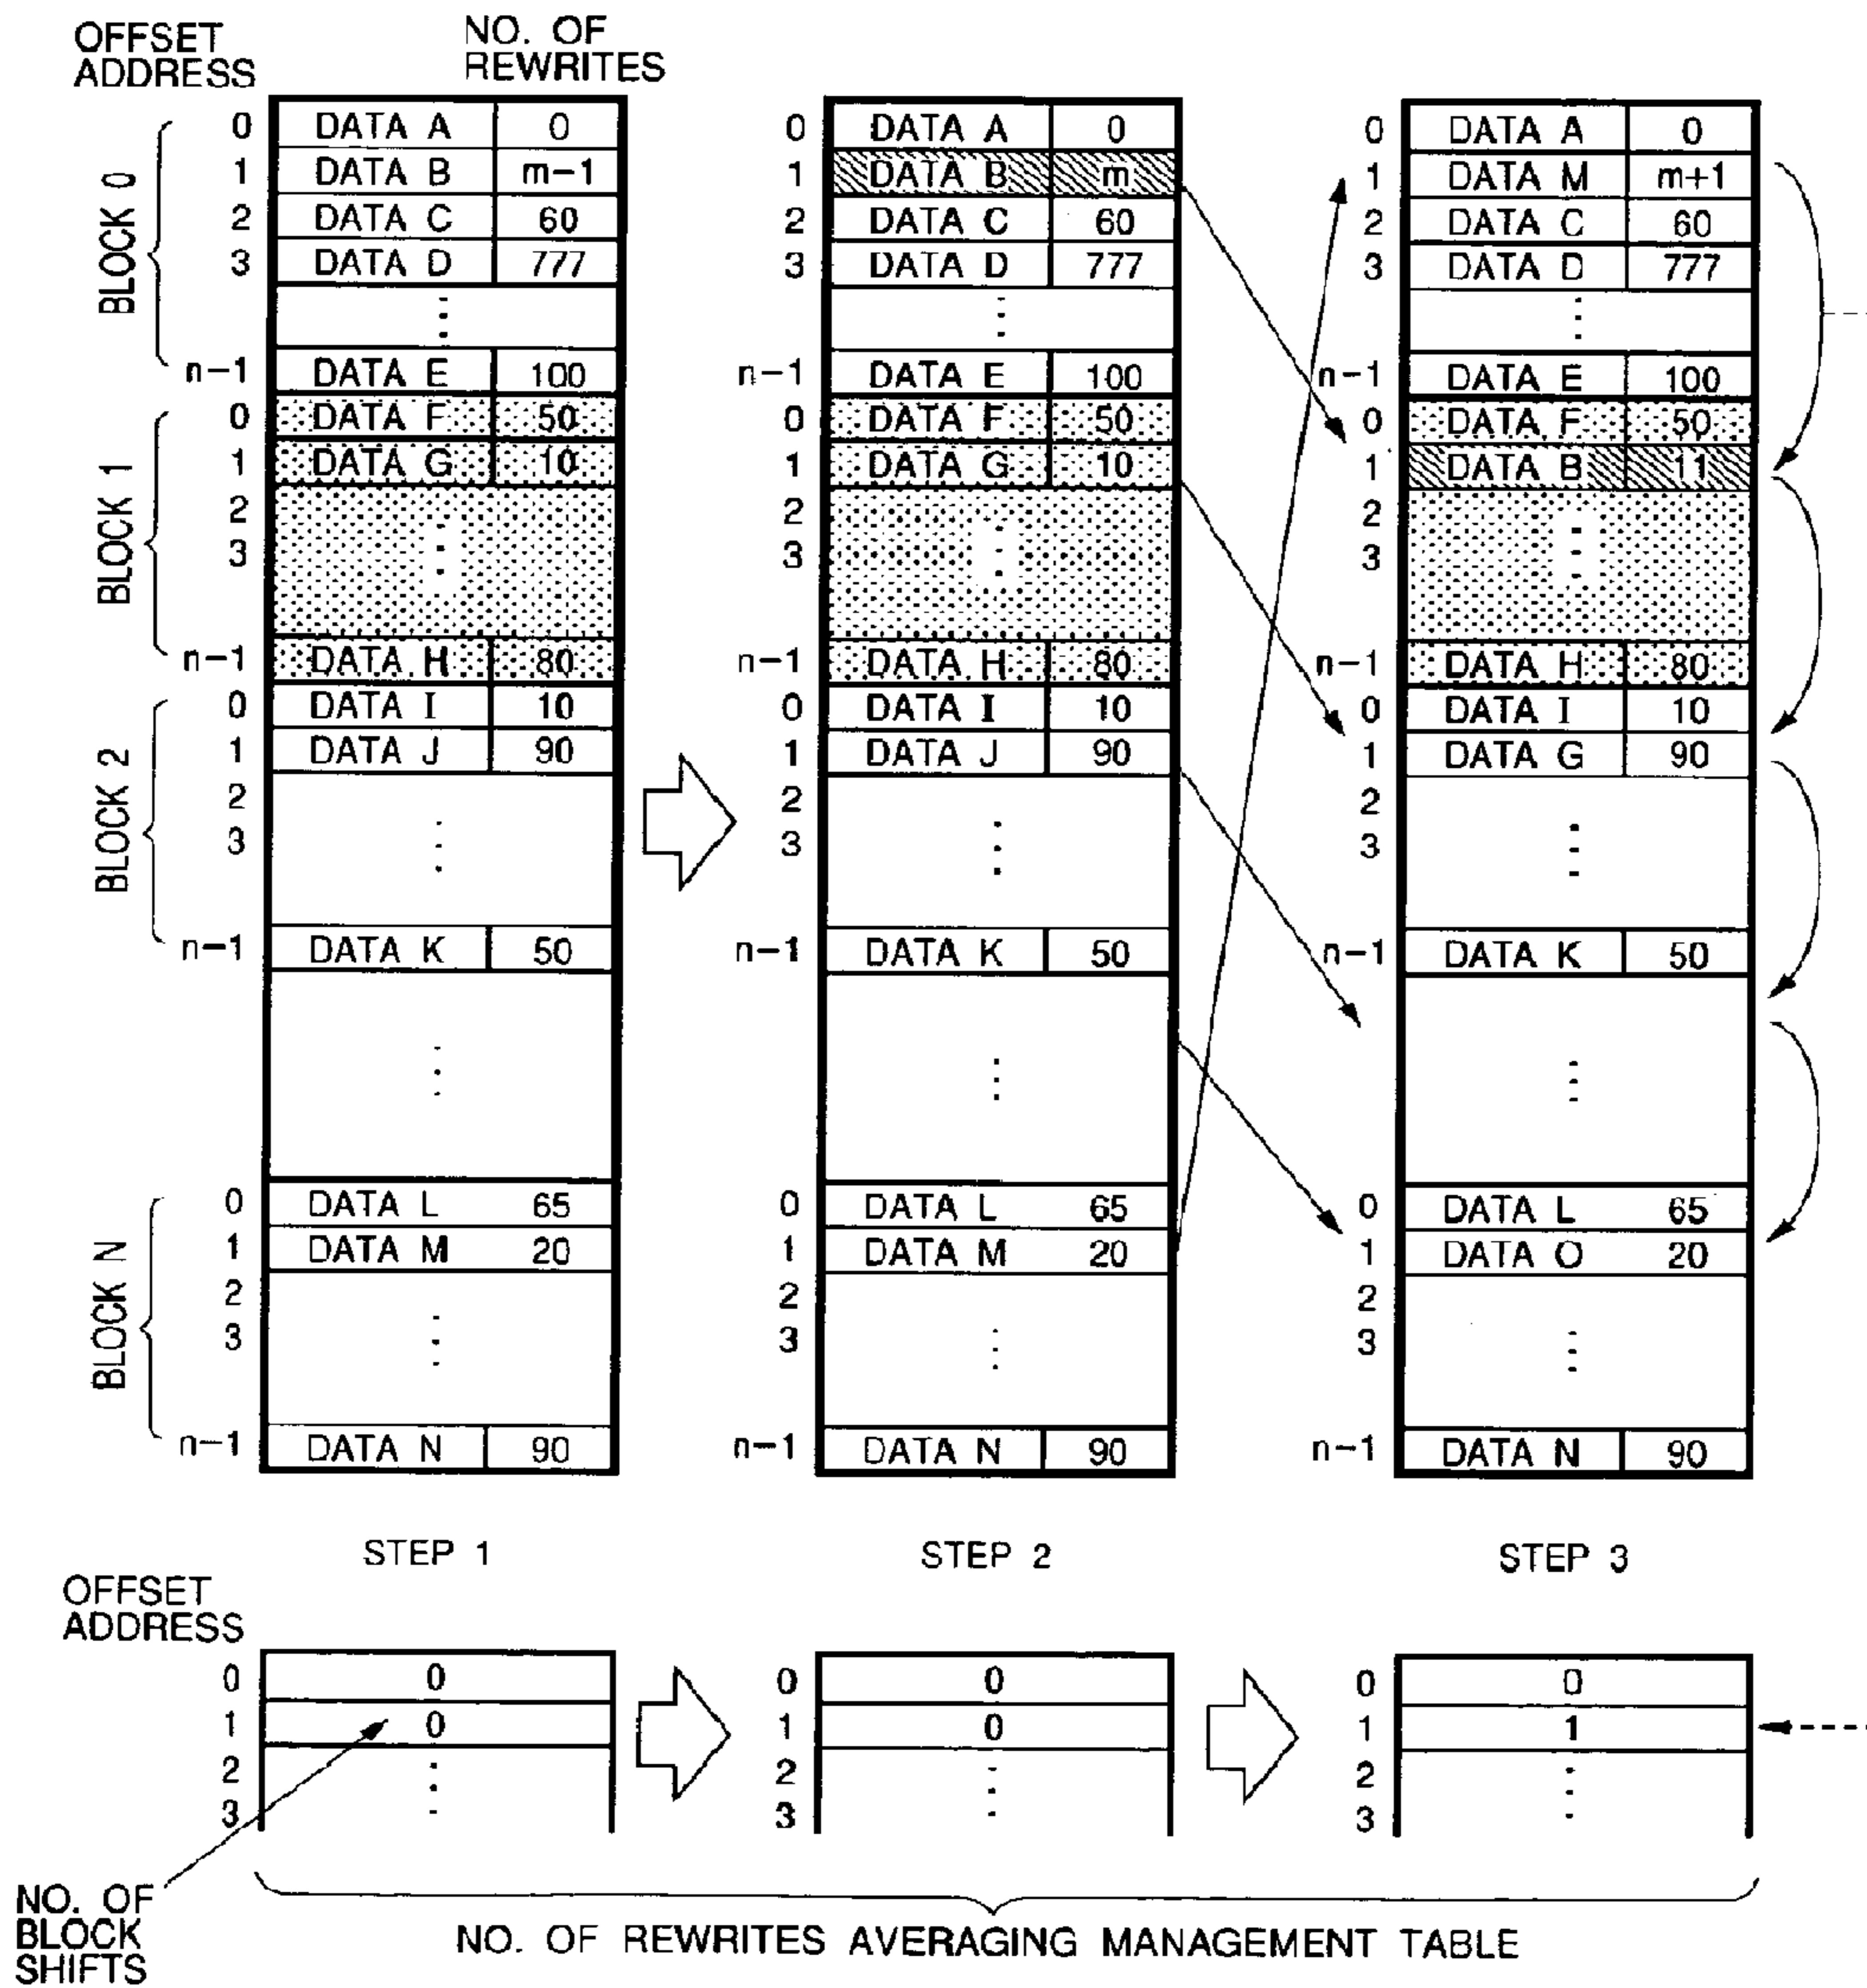 OFFSET ADDRESS
NO. OF REWRITES
BLOCK 0
0 DATA A 0
1 DATA B m-1
2 DATA C 60
3 DATA D 777
n-1 DATA E 100
BLOCK 1
0 DATA F 50
1 DATA G 10
2
3
n-1 DATA H 80
BLOCK 2
0 DATA I 10
1 DATA J 90
2
3
n-1 DATA K 50
BLOCK N
0 DATA L 65
1 DATA M 20
2
3
n-1 DATA N 90
STEP 1
0 DATA A 0
1 DATA B m
2 DATA C 60
3 DATA D 777
n-1 DATA E 100
0 DATA F 50
1 DATA G 10
2
3
n-1 DATA H 80
0 DATA I 10
1 DATA J 90
2
3
n-1 DATA K 50
0 DATA L 65
1 DATA M 20
2
3
n-1 DATA N 90
STEP 2
0 DATA A 0
1 DATA M m+1
2 DATA C 60
3 DATA D 777
n-1 DATA E 100
0 DATA F 50
1 DATA B 11
2
3
n-1 DATA H 80
0 DATA I 10
1 DATA G 90
2
3
n-1 DATA K 50
0 DATA L 65
1 DATA O 20
2
3
n-1 DATA N 90
STEP 3
OFFSET ADDRESS
0 0
1 0
2
3
0 0
1 0
2
3
0 0
1 1
2
3
NO. OF BLOCK SHIFTS
NO. OF REWRITES AVERAGING MANAGEMENT TABLE